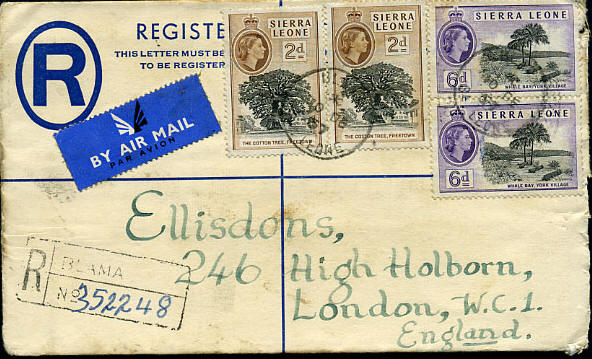 REGISTE
THIS LETTER MUST BE
TO BE REGISTER
R
BY AIR MAIL
PAR AVION
SIERRA
LEONE
2d
THE COTTON TREE, FREETOWN
SIERRA
LEONE
2d
THE COTTON TREE, FREETOWN
SIERRA LEONE
6d
WHALE BAY, YORK VILLAGE
SIERRA LEONE
6d
WHALE BAY, YORK VILLAGE
Ellisdons,
246 High Holborn,
London, W.C.1.
England.
R
BLAMA
No 352248